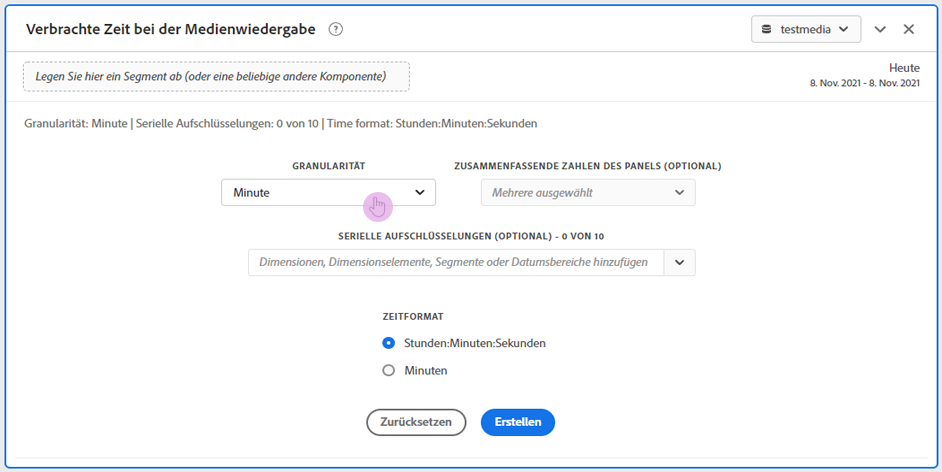 Verbrachte Zeit bei der Medienwiedergabe ?
testmedia
Legen Sie hier ein Segment ab (oder eine beliebige andere Komponente)
Heute
8. Nov. 2021 - 8. Nov. 2021
Granularität: Minute | Serielle Aufschlüsselungen: 0 von 10 | Time format: Stunden:Minuten:Sekunden
GRANULARITÄT
ZUSAMMENFASSENDE ZAHLEN DES PANELS (OPTIONAL)
Minute
Mehrere ausgewählt
SERIELLE AUFSCHLÜSSELUNGEN (OPTIONAL) - 0 VON 10
Dimensionen, Dimensionselemente, Segmente oder Datumsbereiche hinzufügen
ZEITFORMAT
Stunden:Minuten:Sekunden
Minuten
Zurücksetzen
Erstellen